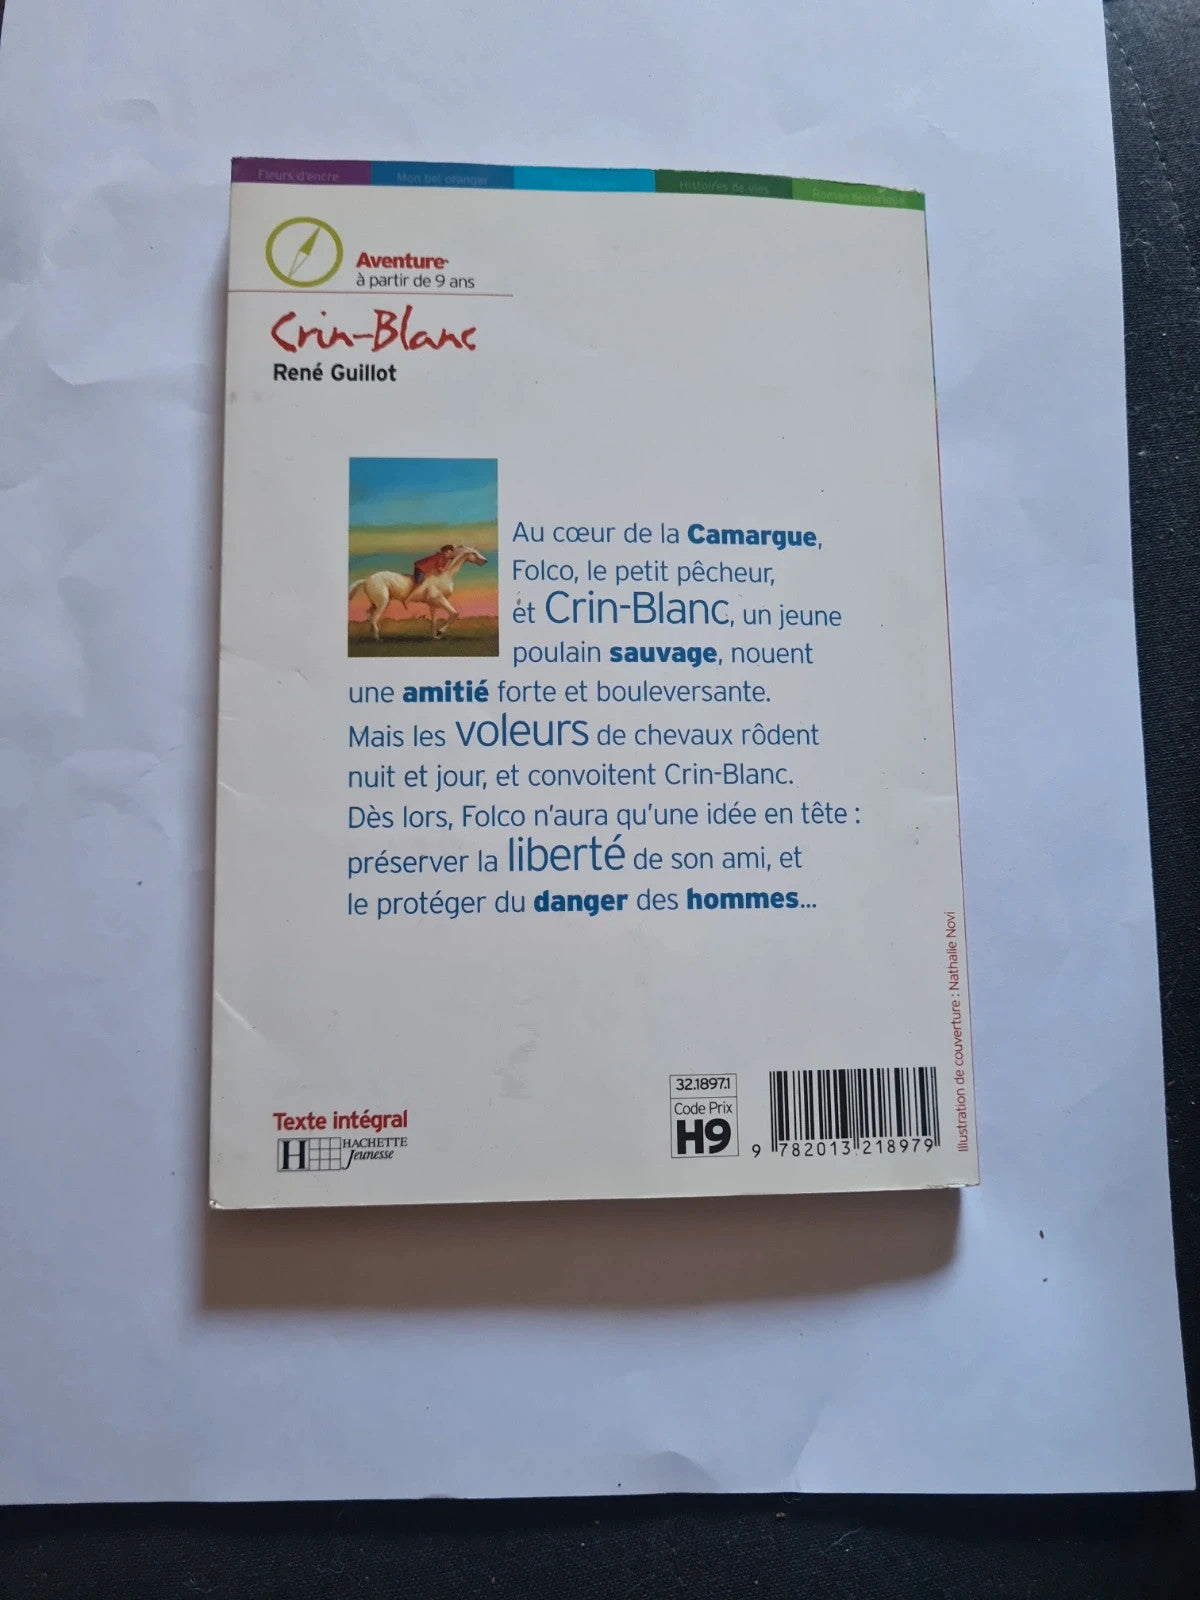 Fleurs d'encre Mon bel oranger Histoires de vies Roman historique
Aventure
à partir de 9 ans
Crin-Blanc
René Guillot
Au cœur de la Camargue,
Folco, le petit pêcheur,
et Crin-Blanc, un jeune
poulain sauvage, nouent
une amitié forte et bouleversante.
Mais les voleurs de chevaux rôdent
nuit et jour, et convoitent Crin-Blanc.
Dès lors, Folco n'aura qu'une idée en tête :
préserver la liberté de son ami, et
le protéger du danger des hommes...
Illustration de couverture : Nathalie Novi
Texte intégral
H HACHETTE
Jeunesse
32.1897.1
Code Prix
H9
9 782013 218979